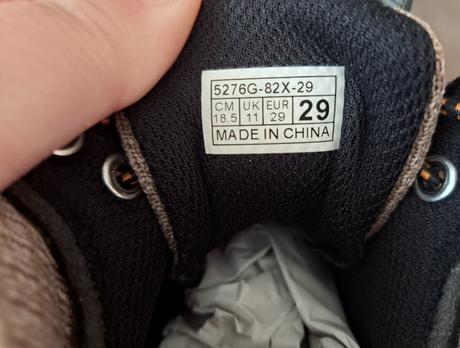 5276G-82X-29
CM UK EUR 29
18.5 11 29
MADE IN CHINA